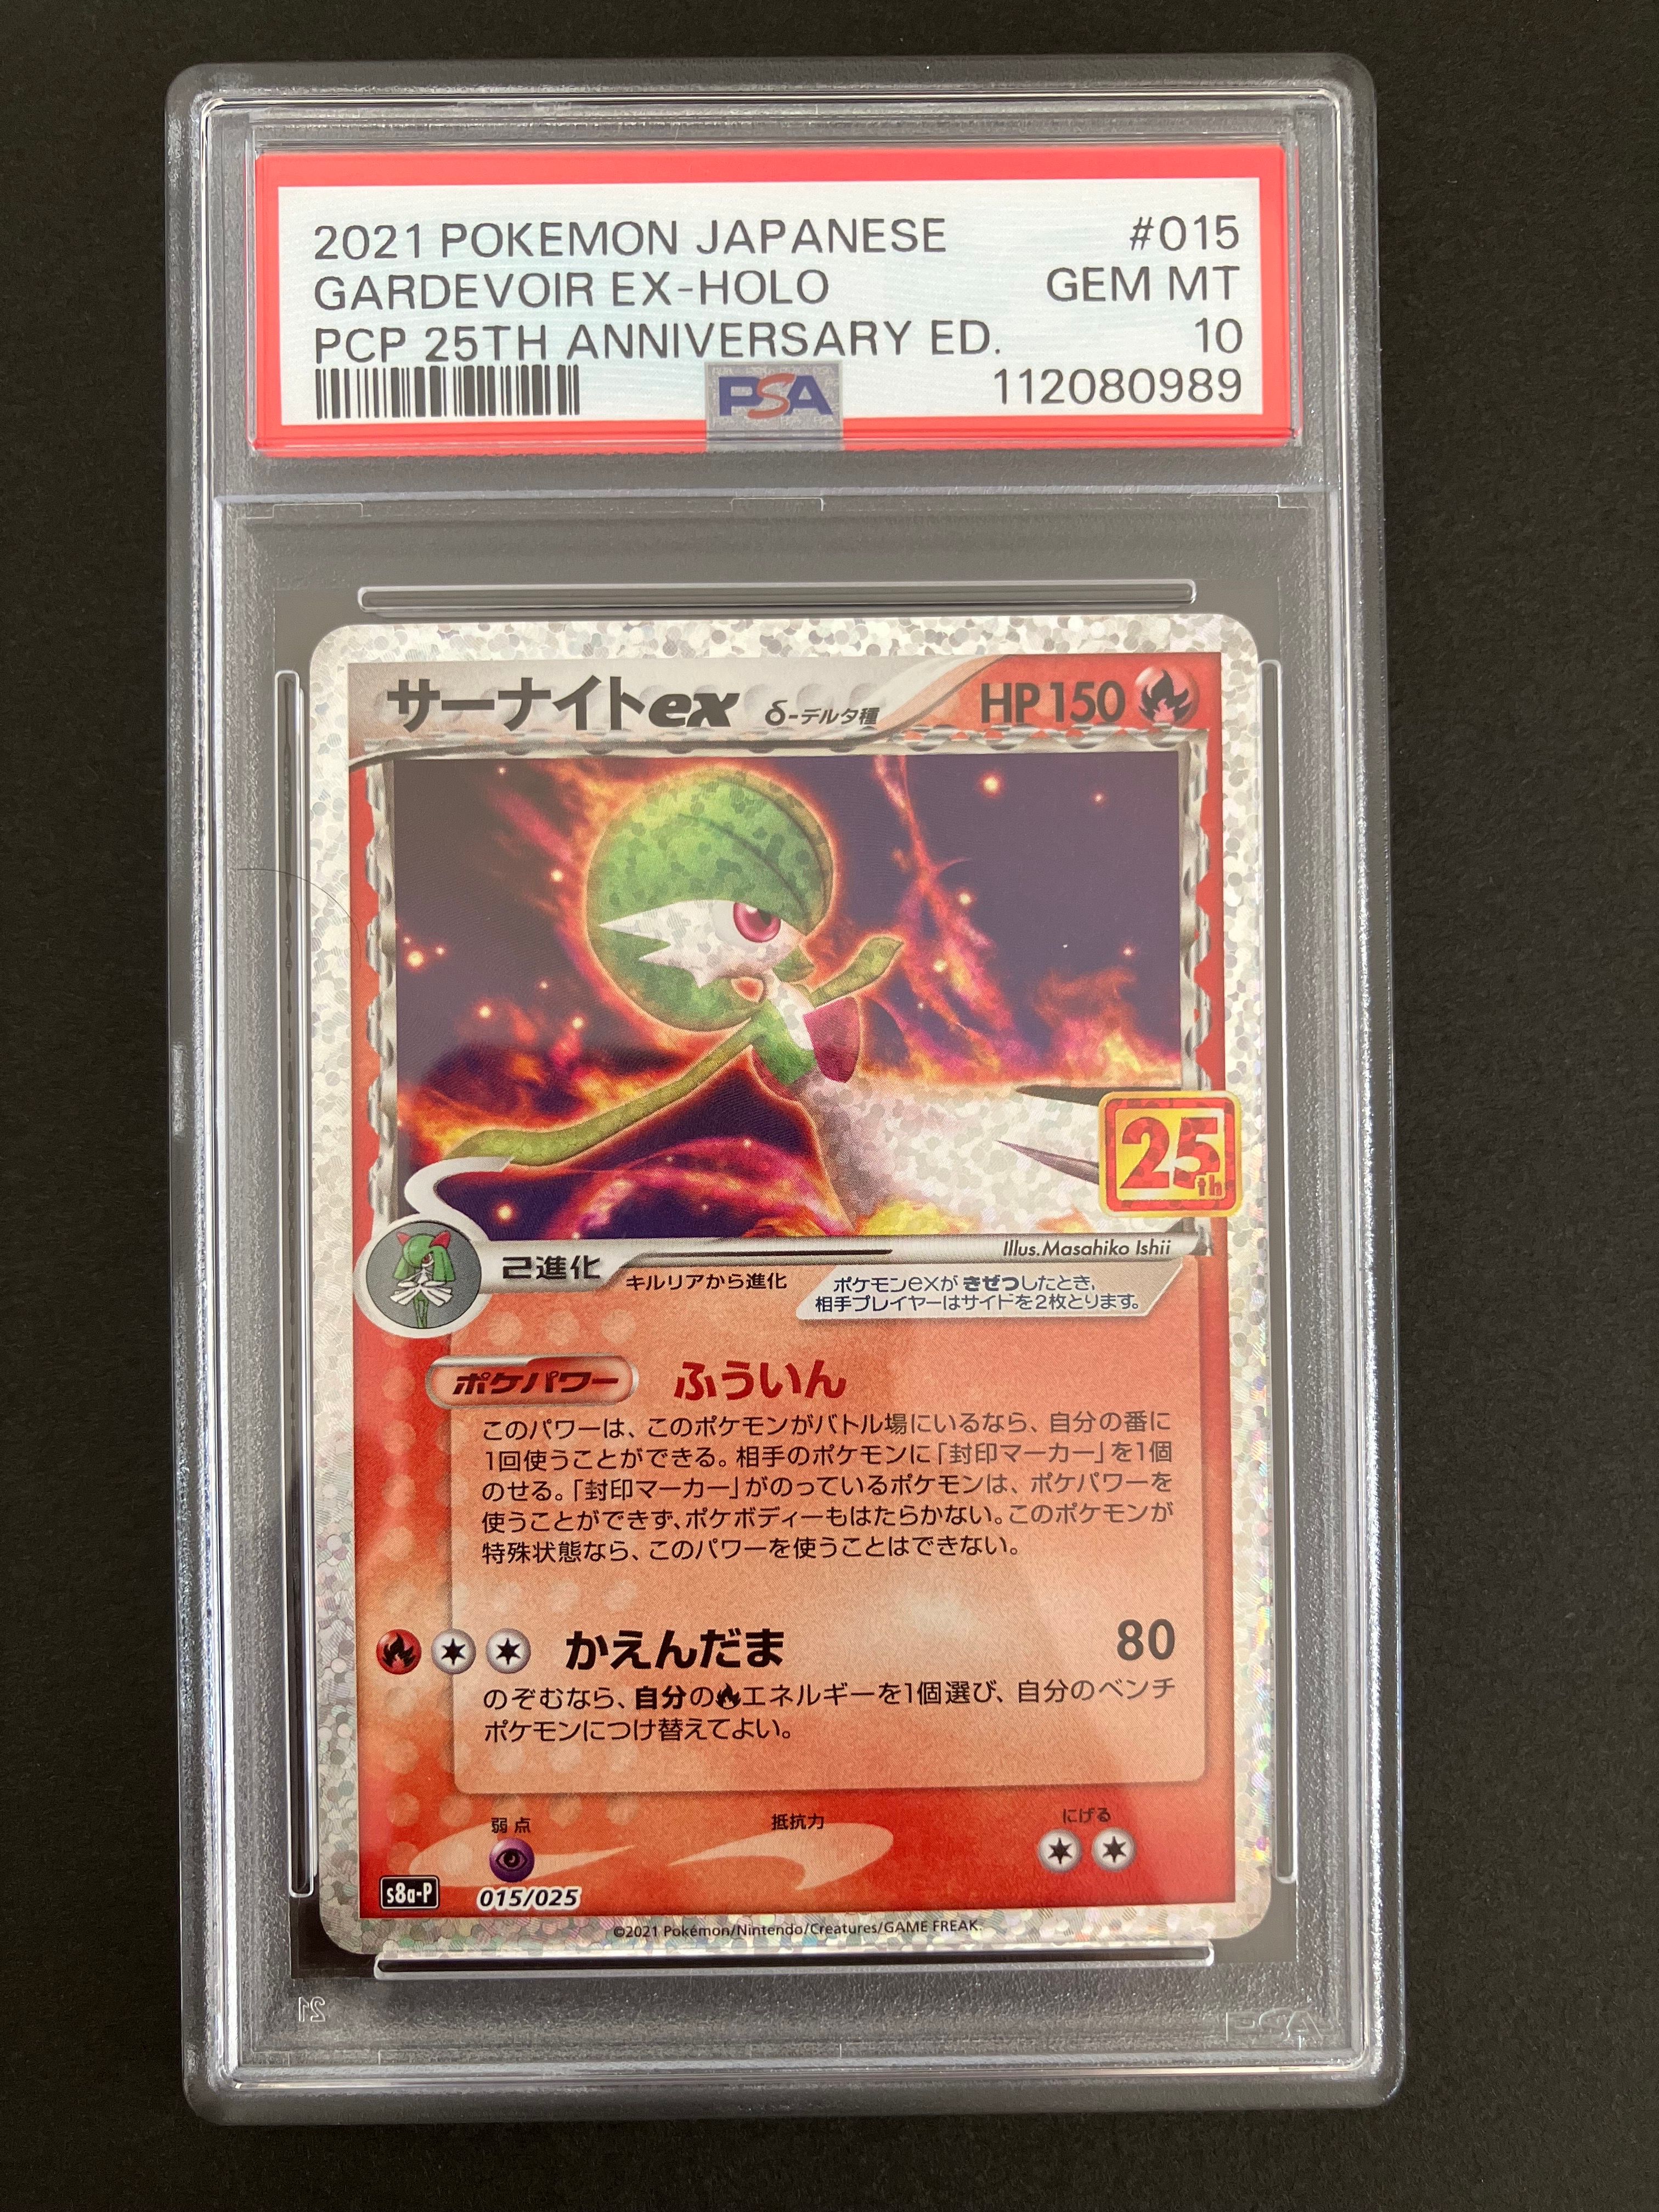 2021 POKEMON JAPANESE #015
GARDEVOIR EX-HOLO GEM MT
PCP 25TH ANNIVERSARY ED. 10
PSA 112080989
サーナイトex δ-デルタ種 HP150
25th
Illus.Masahiko Ishii
2進化 キルリアから進化
ポケモンexが きぜつしたとき、
相手プレイヤーはサイドを2枚とります。
ポケパワー ふういん
このパワーは、このポケモンがバトル場にいるなら、自分の番に
1回使うことができる。相手のポケモンに「封印マーカー」を1個
のせる。「封印マーカー」がのっているポケモンは、ポケパワーを
使うことができず、ポケボディーもはたらかない。このポケモンが
特殊状態なら、このパワーを使うことはできない。
かえんだま 80
のぞむなら、自分のエネルギーを1個選び、自分のベンチ
ポケモンにつけ替えてよい。
弱点 抵抗力 にげる
s8a-P 015/025
©2021 Pokémon/Nintendo/Creatures/GAME FREAK.
PSA